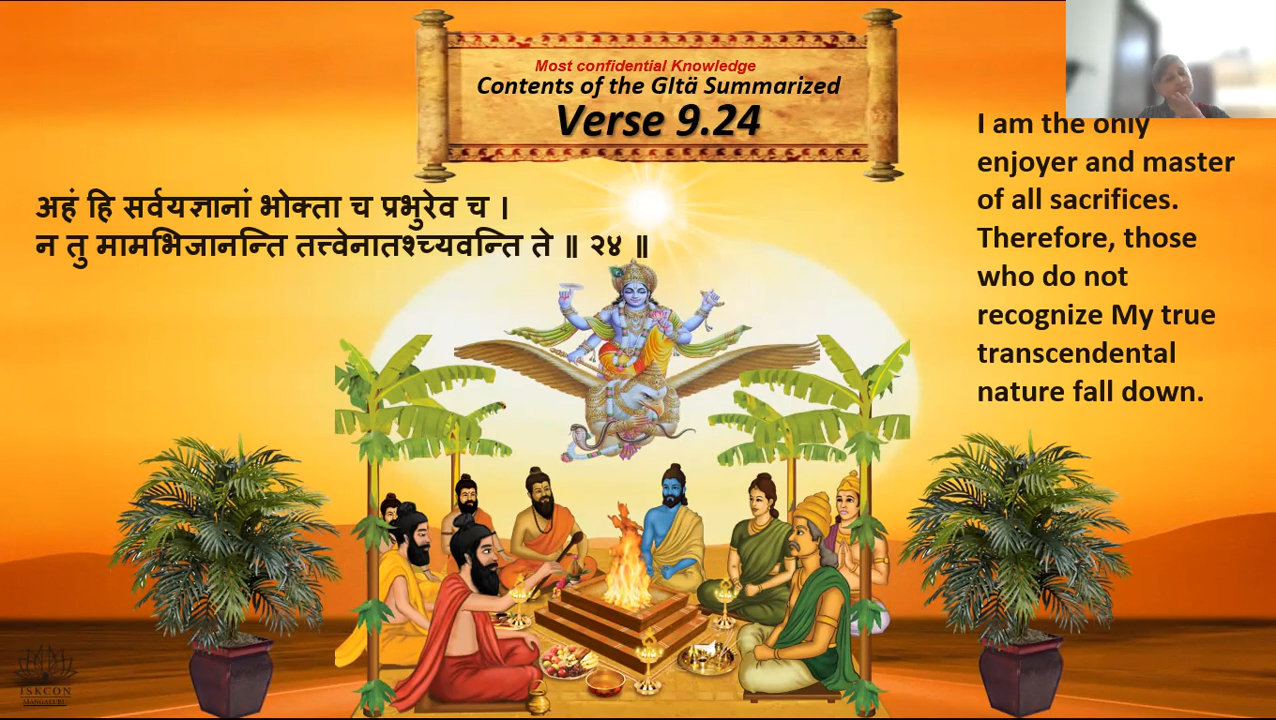 Most confidential Knowledge
Contents of the GItä Summarized
Verse 9.24
अहं हि सर्वयज्ञानां भोक्ता च प्रभुरेव च ।
न तु मामभिजानन्ति तत्त्वेनातश्च्यवन्ति ते ॥ २४ ॥
I am the only
enjoyer and master
of all sacrifices.
Therefore, those
who do not
recognize My true
transcendental
nature fall down.
ISKCON
MANGALURU